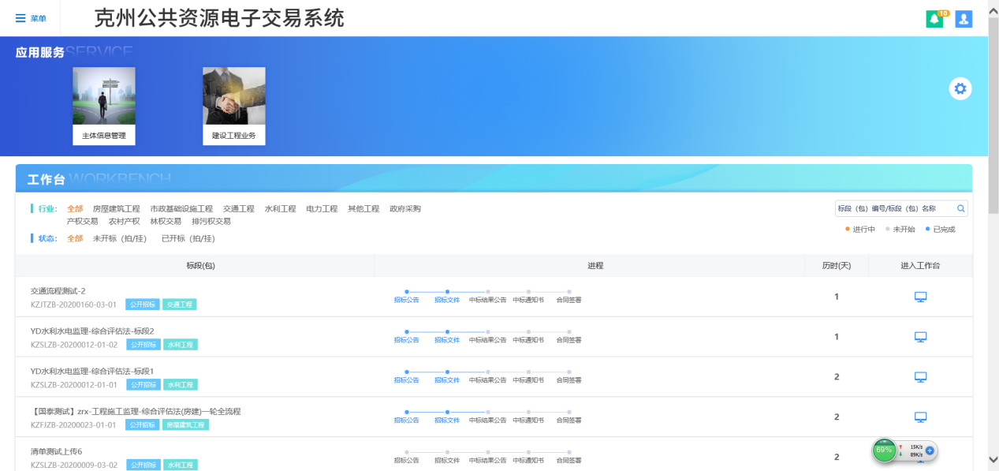 菜单
克州公共资源电子交易系统
10
应用服务SERVICE
主体信息管理
建设工程业务
工作台WORKBENCH
行业: 全部 房屋建筑工程 市政基础设施工程 交通工程 水利工程 电力工程 其他工程 政府采购
产权交易 农村产权 林权交易 排污权交易
标段（包）编号/标段（包）名称
进行中 未开始 已完成
状态: 全部 未开标（拍/挂） 已开标（拍/挂）
标段(包) 进程 历时(天) 进入工作台
交通流程测试-2
KZJTZB-20200160-03-01 公开招标 交通工程
招标公告 招标文件 中标结果公告 中标通知书 合同签署
1
YD水利水电监理-综合评估法-标段2
KZSLZB-20200012-01-02 公开招标 水利工程
招标公告 招标文件 中标结果公告 中标通知书 合同签署
1
YD水利水电监理-综合评估法-标段1
KZSLZB-20200012-01-01 公开招标 水利工程
招标公告 招标文件 中标结果公告 中标通知书 合同签署
2
【国泰测试】zrx-工程施工监理-综合评估法(房建)一轮全流程
KZFJZB-20200023-01-01 公开招标 房屋建筑工程
招标公告 招标文件 中标结果公告 中标通知书 合同签署
2
清单测试上传6
KZSLZB-20200009-03-02 公开招标 水利工程
招标公告 招标文件 中标结果公告 中标通知书 合同签署
2
69%
15K/s
89K/s